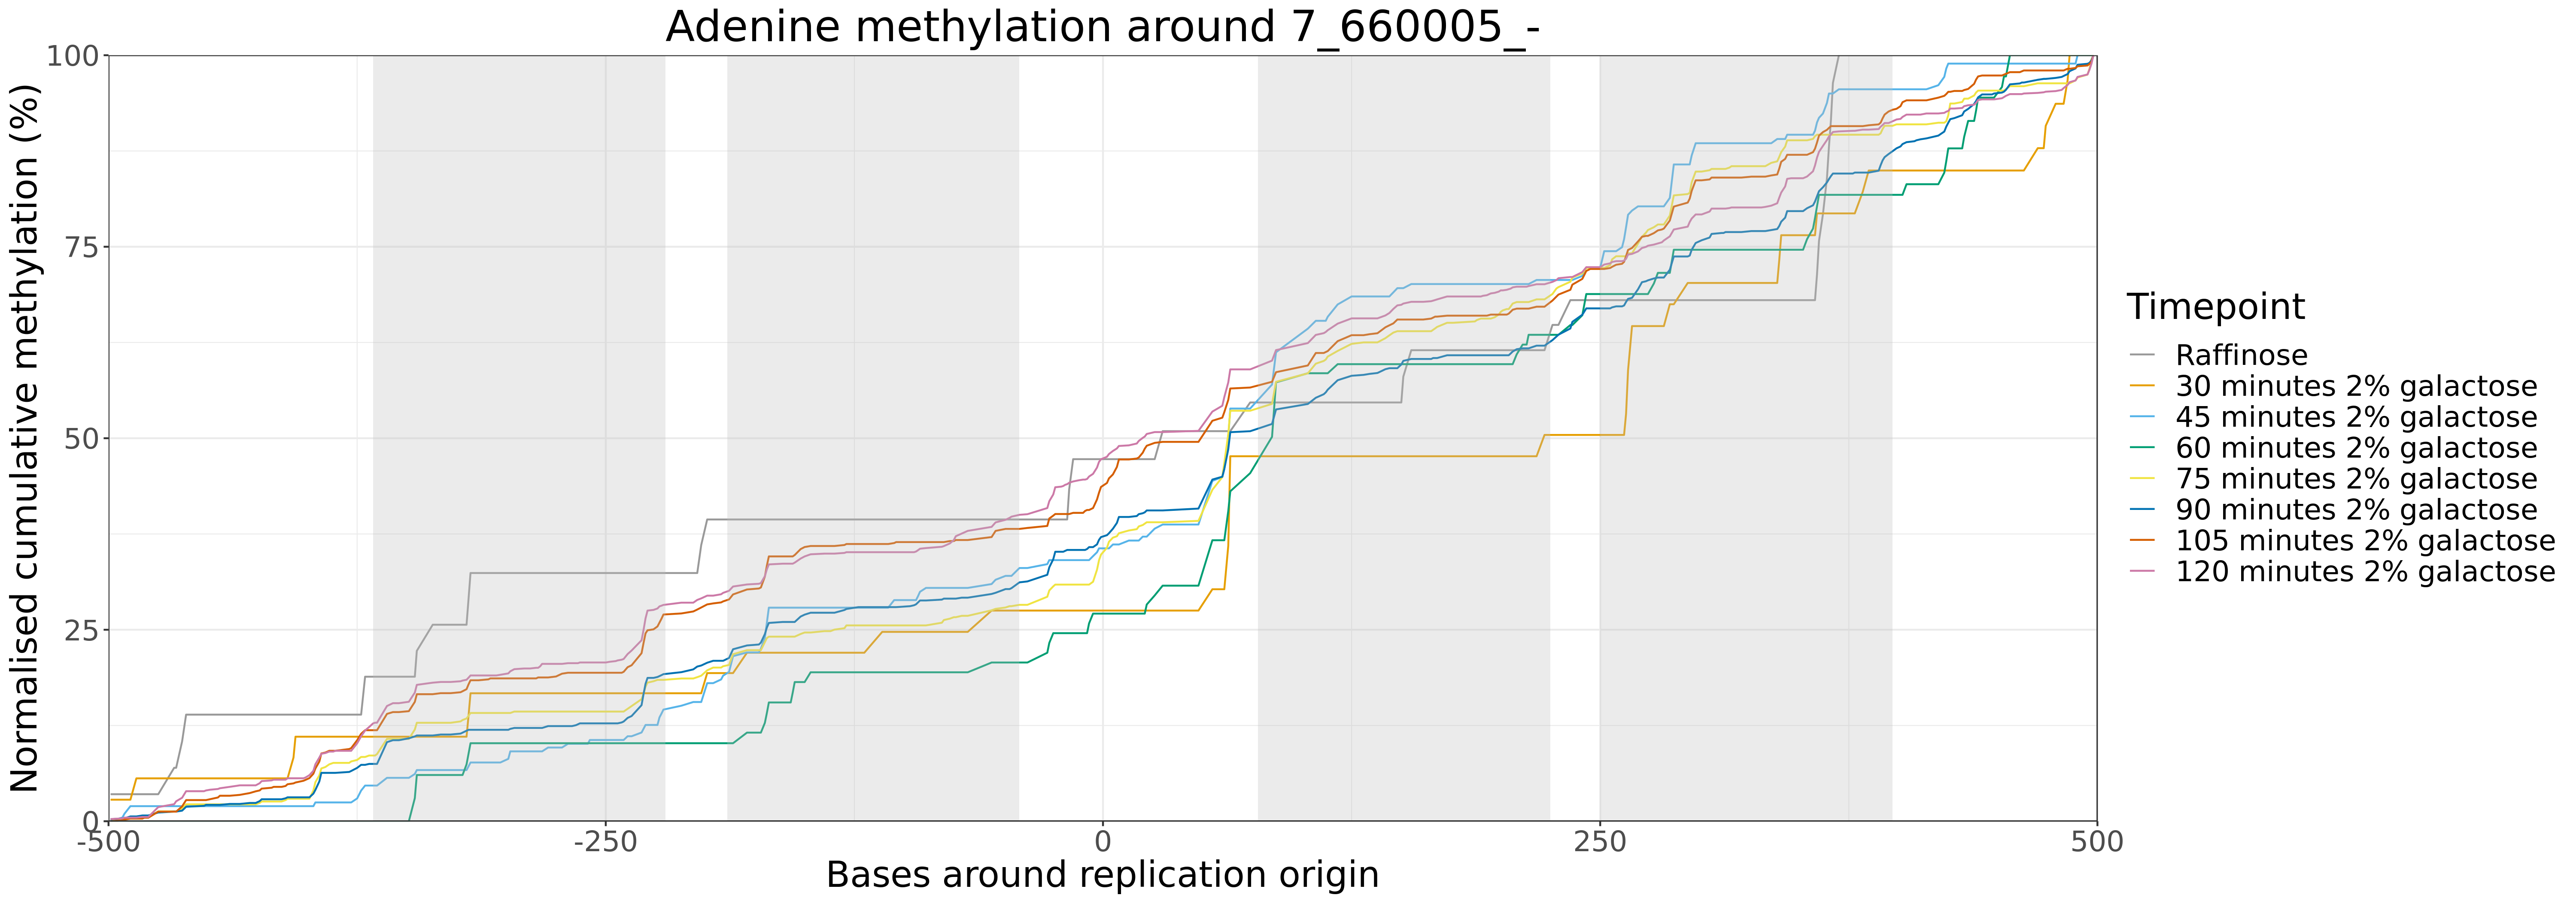 Adenine methylation around 7_660005_-
Normalised cumulative methylation (%)
100
75
50
25
0
-500
-250
0
250
500
Bases around replication origin
Timepoint
Raffinose
30 minutes 2% galactose
45 minutes 2% galactose
60 minutes 2% galactose
75 minutes 2% galactose
90 minutes 2% galactose
105 minutes 2% galactose
120 minutes 2% galactose